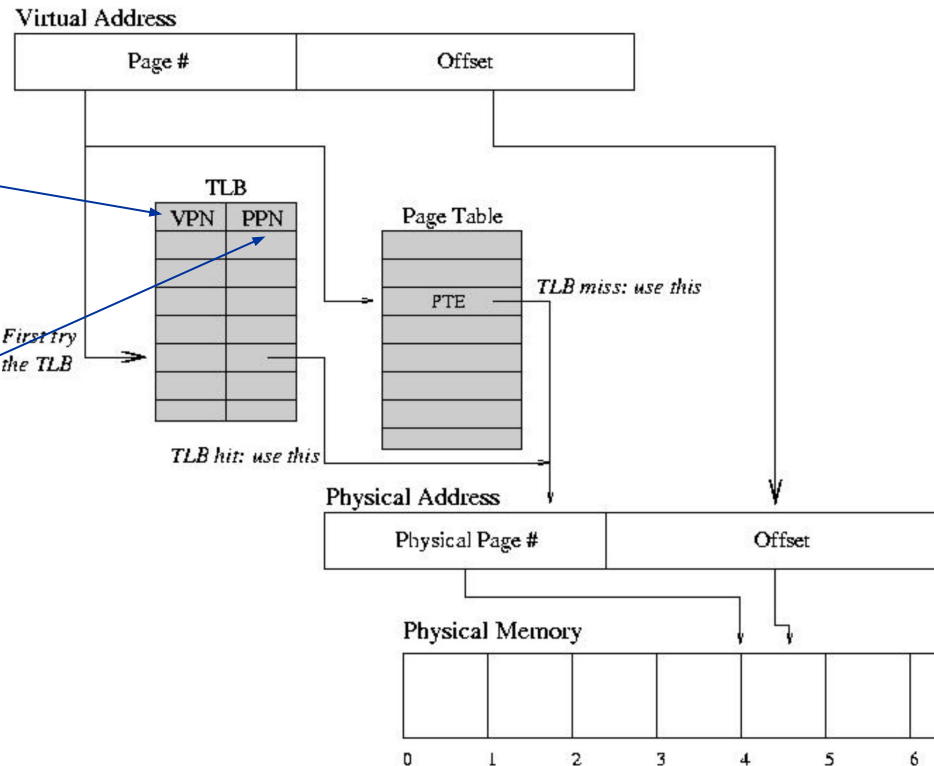 Virtual Address
Page #
Offset
TLB
VPN PPN
Page Table
PTE
TLB miss: use this
First try
the TLB
TLB hit: use this
Physical Address
Physical Page #
Offset
Physical Memory
0 1 2 3 4 5 6